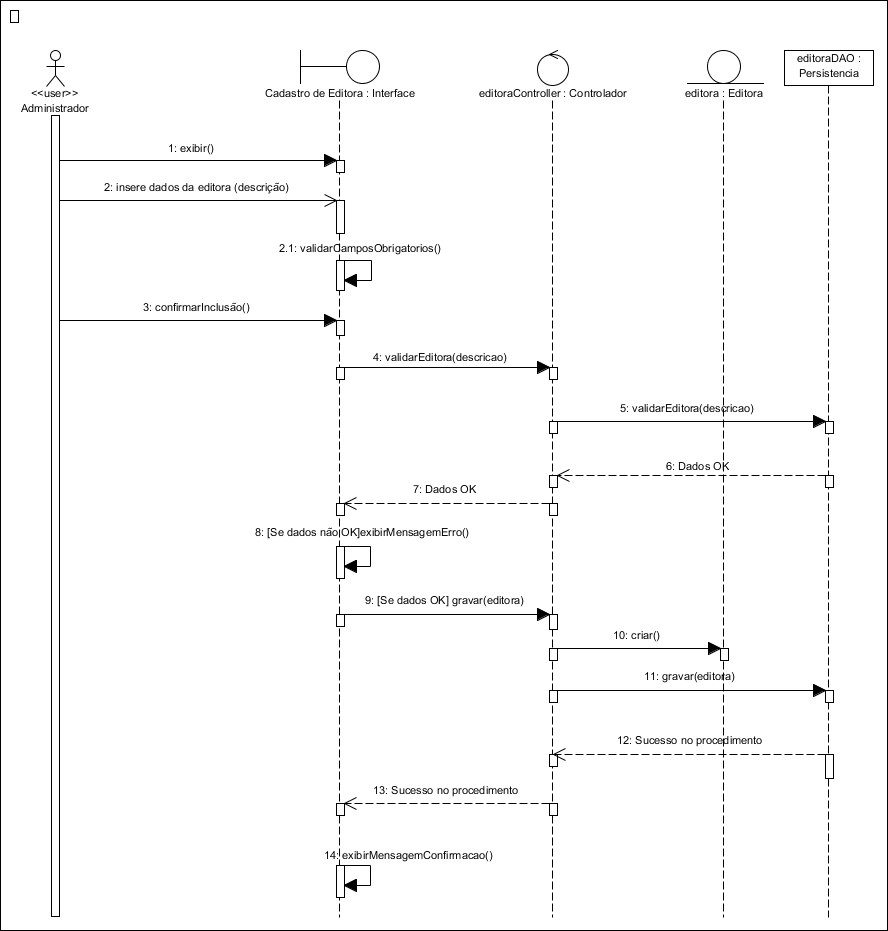 editoraDAO :
Persistencia
<<user>>
Administrador
Cadastro de Editora : Interface
editoraController : Controlador
editora : Editora
1: exibir()
2: insere dados da editora (descrição)
2.1: validarCamposObrigatorios()
3: confirmarInclusão()
4: validarEditora(descricao)
5: validarEditora(descricao)
6: Dados OK
7: Dados OK
8: [Se dados não OK]exibirMensagemErro()
9: [Se dados OK] gravar(editora)
10: criar()
11: gravar(editora)
12: Sucesso no procedimento
13: Sucesso no procedimento
14: exibirMensagemConfirmacao()